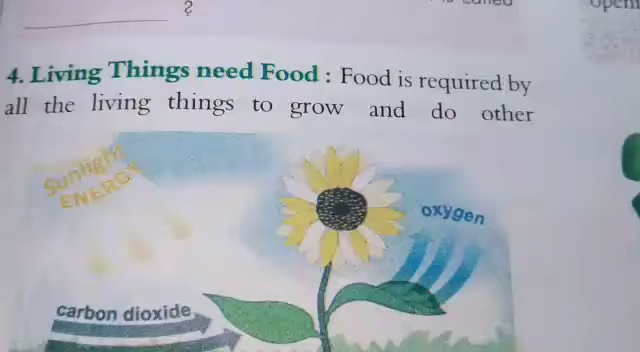 ?
4. Living Things need Food : Food is required by
all the living things to grow and do other
Sunlight
ENERGY
oxygen
carbon dioxide